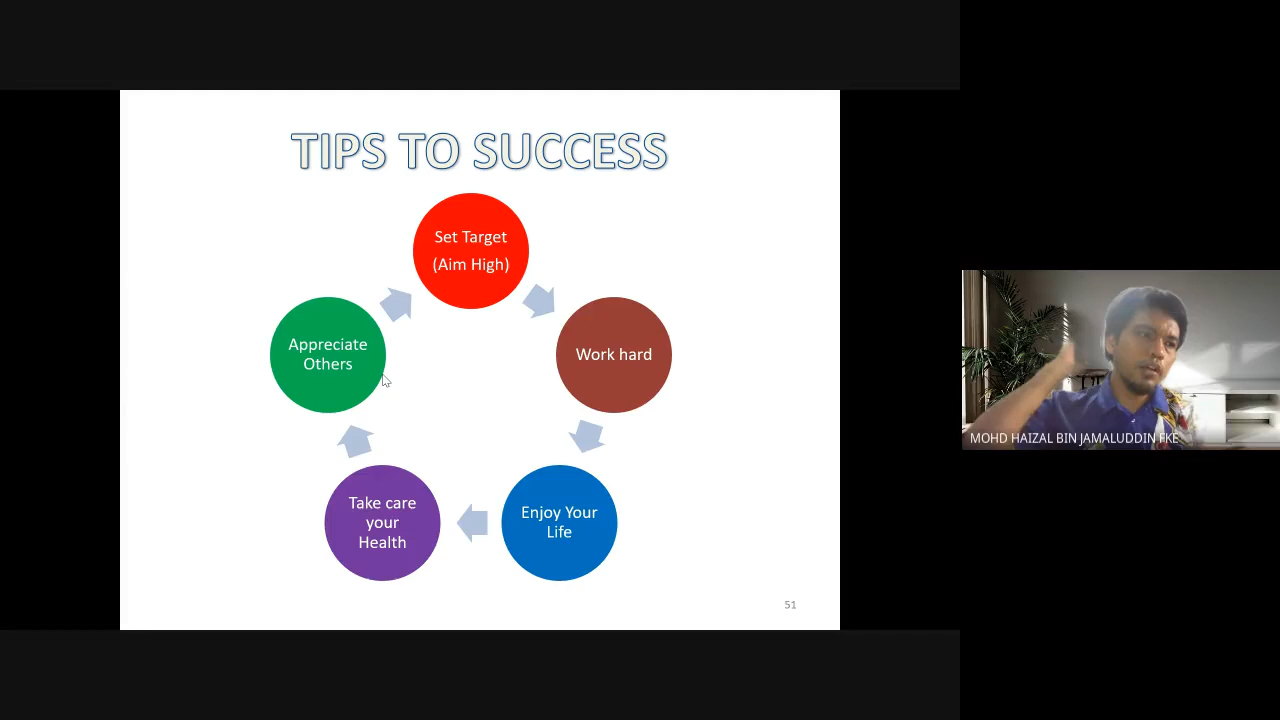 TIPS TO SUCCESS
Set Target
(Aim High)
Work hard
Enjoy Your
Life
Take care
your
Health
Appreciate
Others
51
MOHD HAIZAL BIN JAMALUDDIN FKE